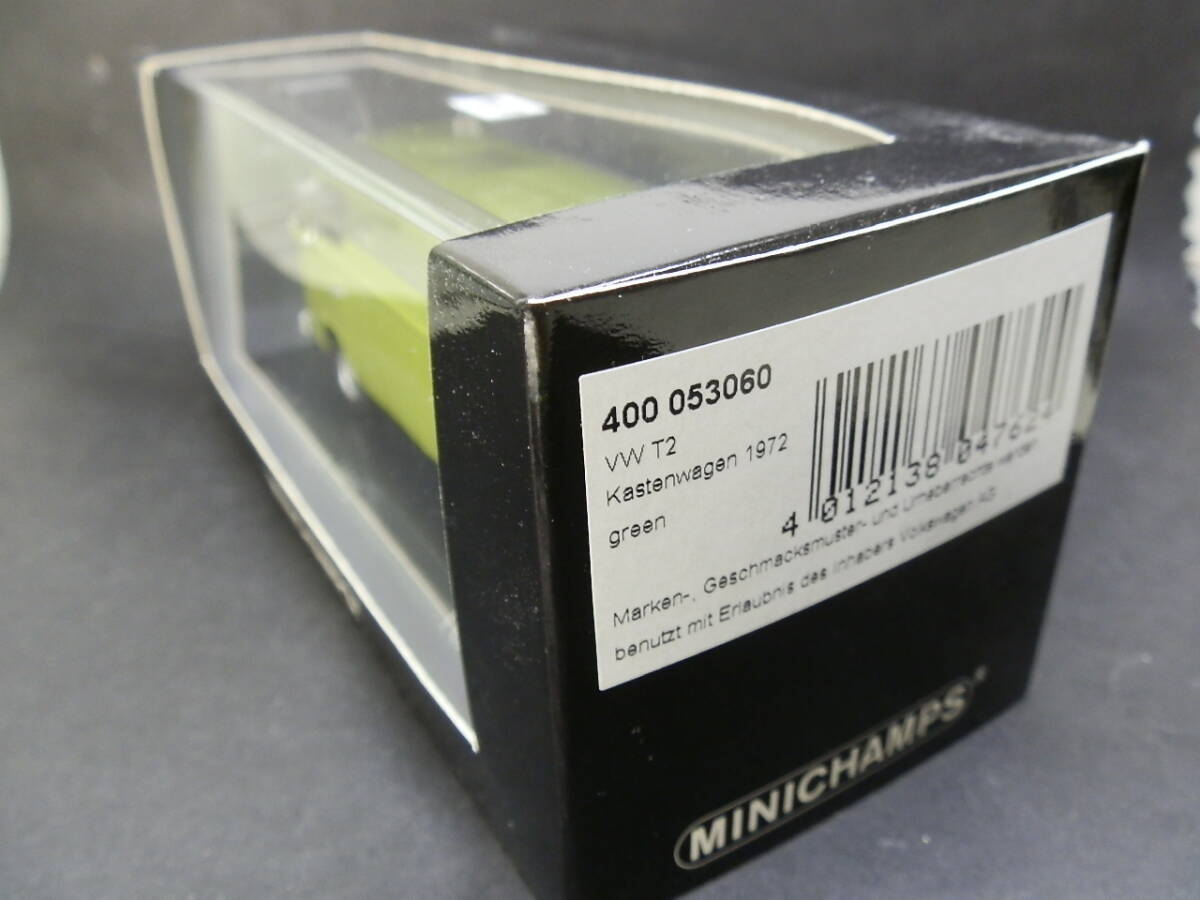 400 053060
VW T2
Kastenwagen 1972
green
4 012138 04762
Marken-, Geschmacksmuster- und Urheberrechte werden
benutzt mit Erlaubnis des Inhabers Volkswagen AG
MINICHAMPS®